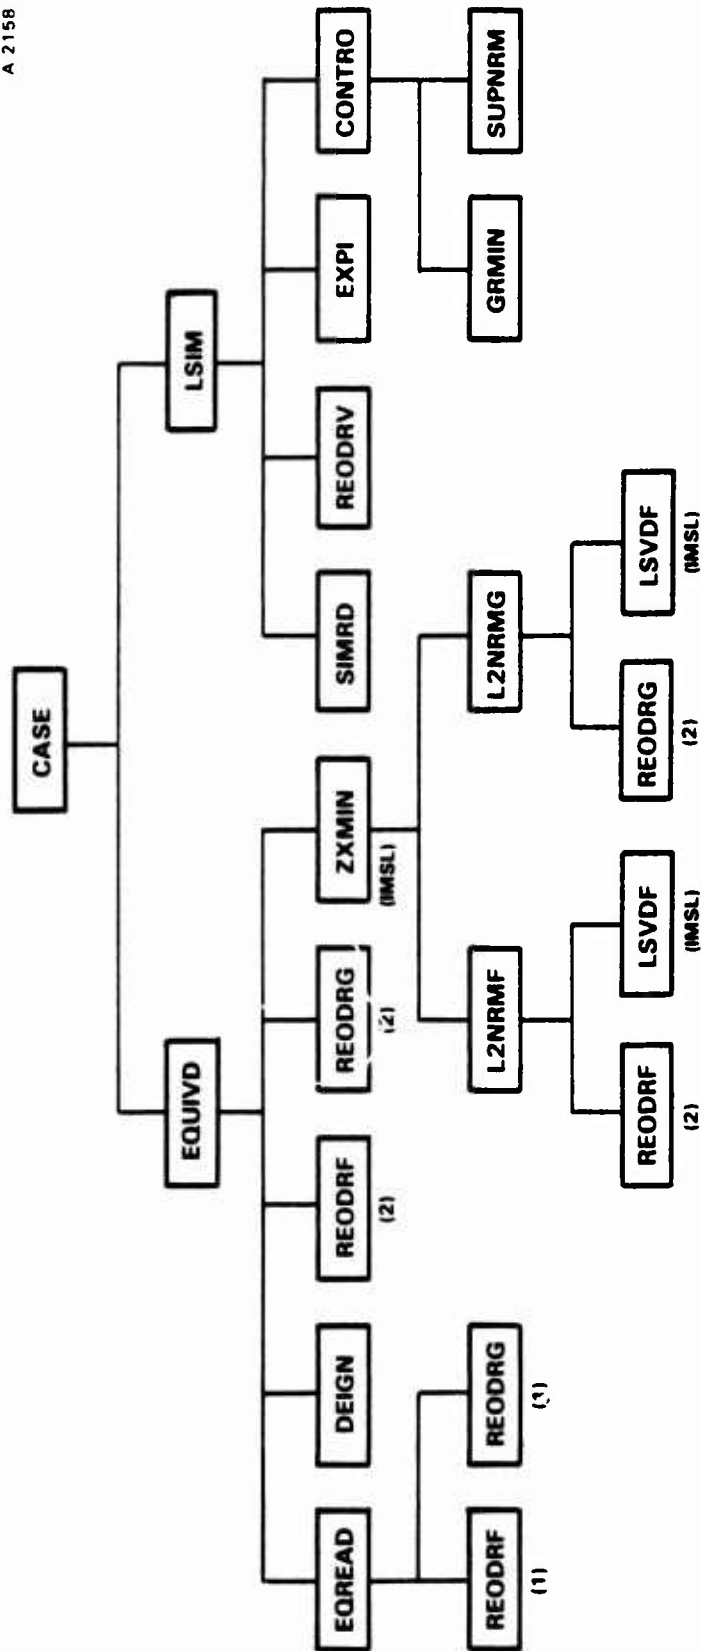 A 2158
CASE
EQUIVD
LSIM
EQREAD
DEIGN
REODRF
(2)
REODRG
(2)
ZXMIN
(IMSL)
SIMRD
REODRV
EXPI
CONTRO
REODRF
(1)
REODRG
(1)
L2NRMF
L2NRMG
GRMIN
SUPNRM
REODRF
(2)
LSVDF
(IMSL)
REODRG
(2)
LSVDF
(IMSL)